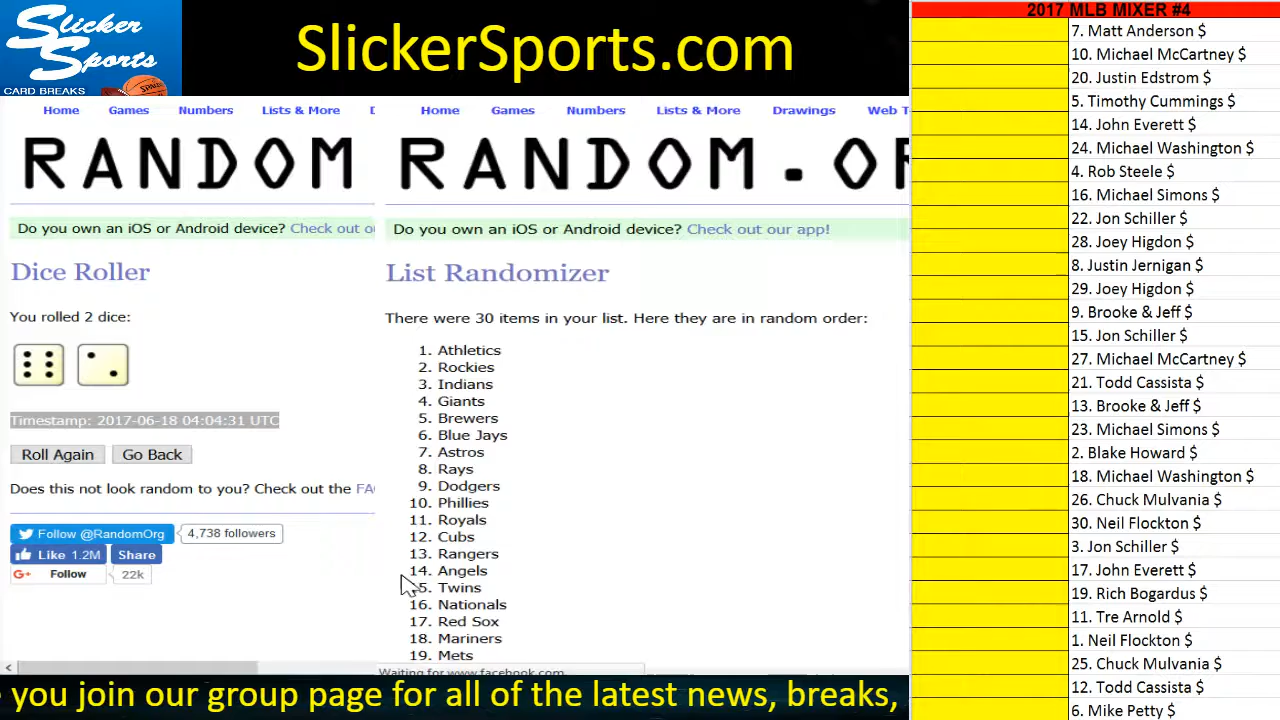 Slicker
Sports
CARD BREAKS
SlickerSports.com
Home Games Numbers Lists & More
RANDOM
Do you own an iOS or Android device? Check out
Dice Roller
You rolled 2 dice:
Timestamp: 2017-06-18 04:04:31 UTC
Roll Again Go Back
Does this not look random to you? Check out the FA
Follow @RandomOrg 4,738 followers
Like 1.2M Share
G+ Follow 22k
Home Games Numbers Lists & More Drawings Web T
RANDOM.OR
Do you own an iOS or Android device? Check out our app!
List Randomizer
There were 30 items in your list. Here they are in random order:
1. Athletics
2. Rockies
3. Indians
4. Giants
5. Brewers
6. Blue Jays
7. Astros
8. Rays
9. Dodgers
10. Phillies
11. Royals
12. Cubs
13. Rangers
14. Angels
5. Twins
16. Nationals
17. Red Sox
18. Mariners
19. Mets
Waiting for www.facebook.com
2017 MLB MIXER #4
7. Matt Anderson $
10. Michael McCartney $
20. Justin Edstrom $
5. Timothy Cummings $
14. John Everett $
24. Michael Washington $
4. Rob Steele $
16. Michael Simons $
22. Jon Schiller $
28. Joey Higdon $
8. Justin Jernigan $
29. Joey Higdon $
9. Brooke & Jeff $
15. Jon Schiller $
27. Michael McCartney $
21. Todd Cassista $
13. Brooke & Jeff $
23. Michael Simons $
2. Blake Howard $
18. Michael Washington $
26. Chuck Mulvania $
30. Neil Flockton $
3. Jon Schiller $
17. John Everett $
19. Rich Bogardus $
11. Tre Arnold $
1. Neil Flockton $
25. Chuck Mulvania $
12. Todd Cassista $
6. Mike Petty $
you join our group page for all of the latest news, breaks,